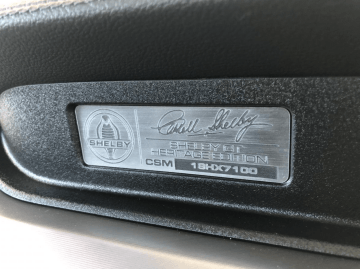 SHELBY
Carroll Shelby
SHELBY GT
HERITAGE EDITION
CSM 18HX7100